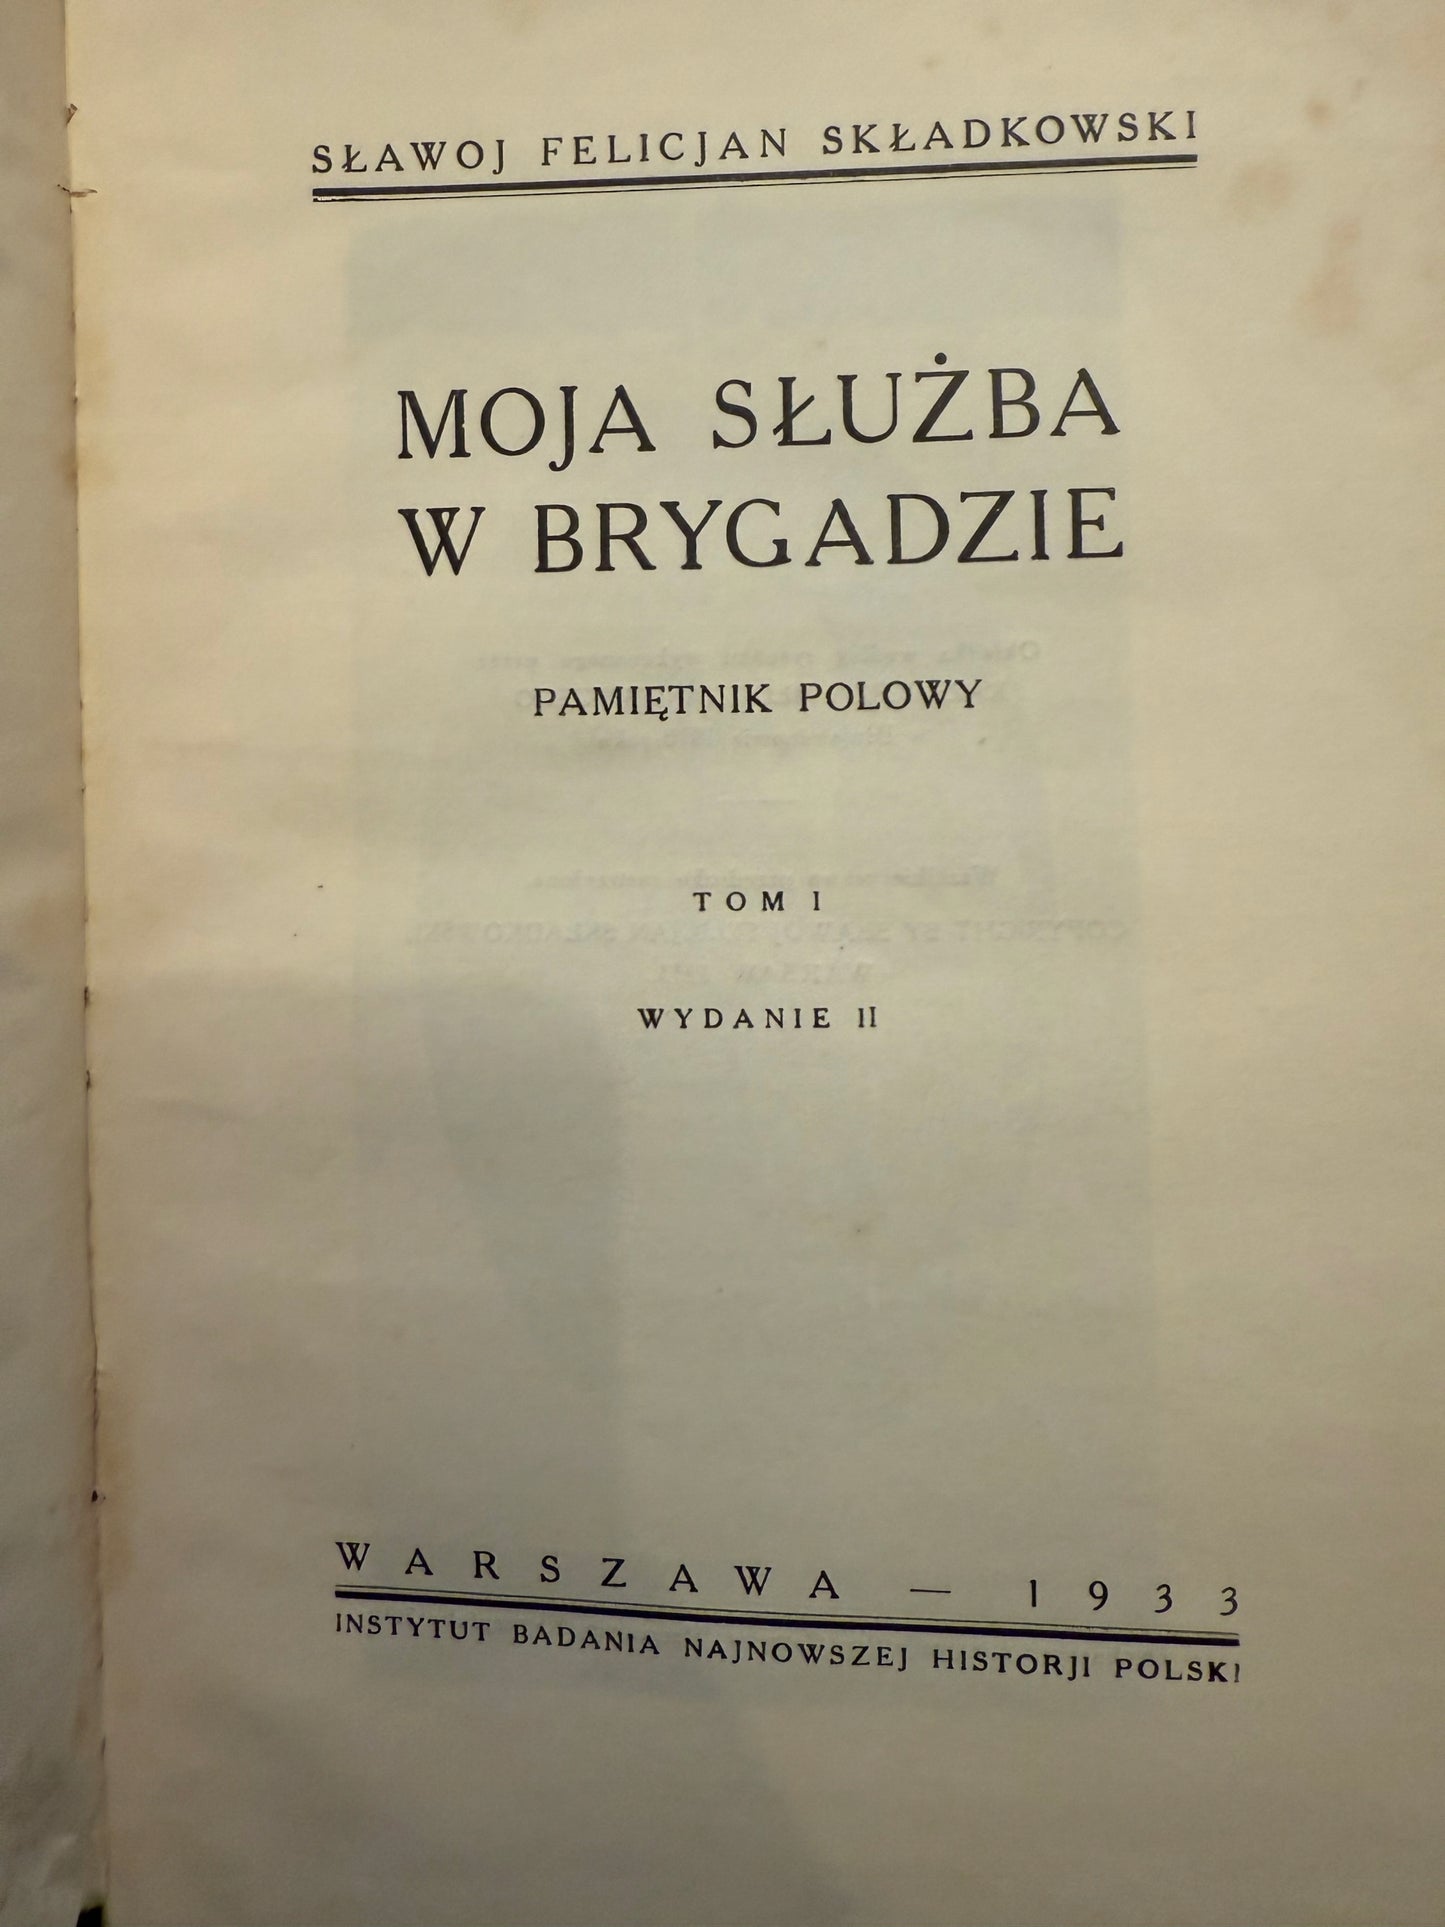 SŁAWOJ FELICJAN SKŁADKOWSKI
MOJA SŁUŻBA
W BRYGADZIE
PAMIĘTNIK POLOWY
TOM I
WYDANIE II
WARSZAWA — 1933
INSTYTUT BADANIA NAJNOWSZEJ HISTORJI POLSKI